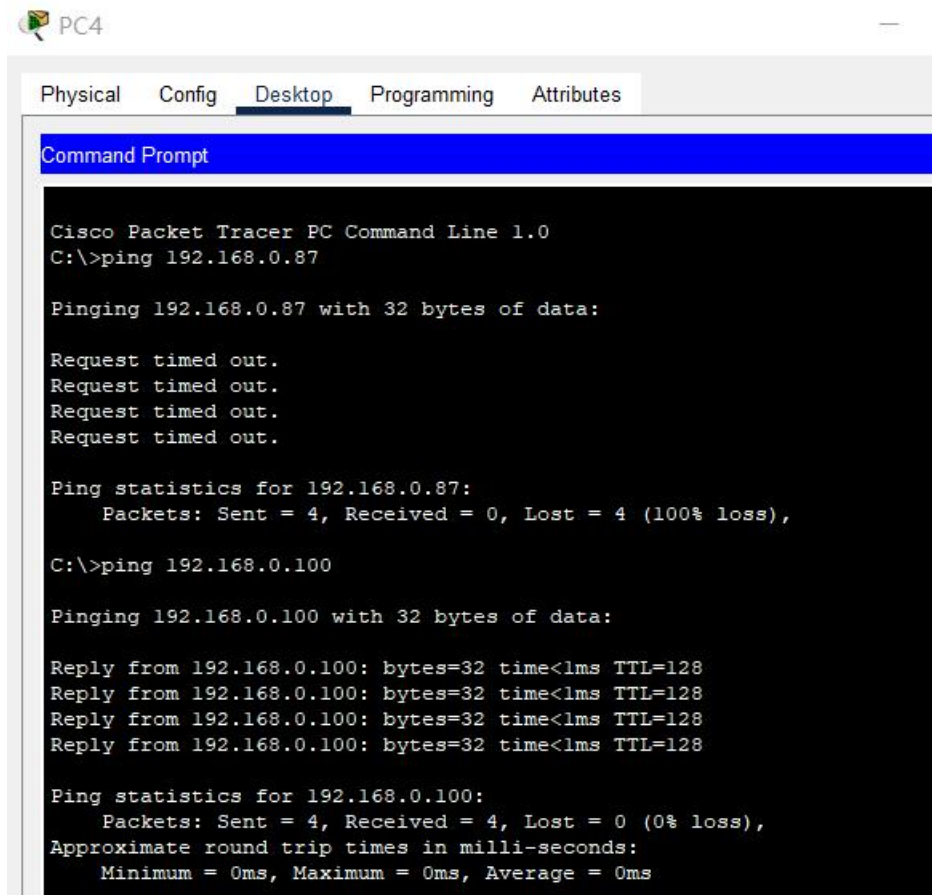 PC4
Physical Config Desktop Programming Attributes
Command Prompt
Cisco Packet Tracer PC Command Line 1.0
C:\>ping 192.168.0.87
Pinging 192.168.0.87 with 32 bytes of data:
Request timed out.
Request timed out.
Request timed out.
Request timed out.
Ping statistics for 192.168.0.87:
Packets: Sent = 4, Received = 0, Lost = 4 (100% loss),
C:\>ping 192.168.0.100
Pinging 192.168.0.100 with 32 bytes of data:
Reply from 192.168.0.100: bytes=32 time<1ms TTL=128
Reply from 192.168.0.100: bytes=32 time<1ms TTL=128
Reply from 192.168.0.100: bytes=32 time<1ms TTL=128
Reply from 192.168.0.100: bytes=32 time<1ms TTL=128
Ping statistics for 192.168.0.100:
Packets: Sent = 4, Received = 4, Lost = 0 (0% loss),
Approximate round trip times in milli-seconds:
Minimum = 0ms, Maximum = 0ms, Average = 0ms